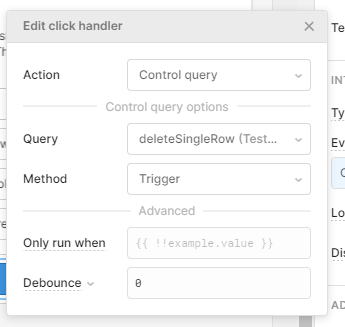 Edit click handler
Action
Control query
Control query options
Query
deleteSingleRow (Test...
Method
Trigger
Advanced
Only run when
{{ !!example.value }}
Debounce
0
Te
Ty
Ev
Lo
Dis
AD